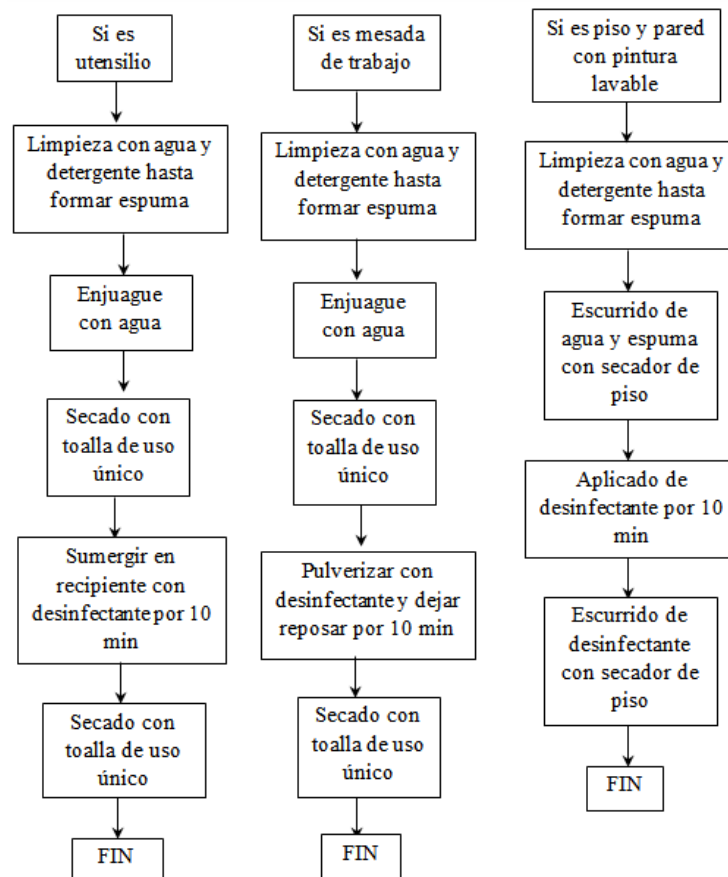 Si es
utensilio
Limpieza con agua y
detergente hasta
formar espuma
Enjuague
con agua
Secado con
toalla de uso
único
Sumergir en
recipiente con
desinfectante por 10
min
Secado con
toalla de uso
único
FIN
Si es mesada
de trabajo
Limpieza con agua y
detergente hasta
formar espuma
Enjuague
con agua
Secado con
toalla de uso
único
Pulverizar con
desinfectante y dejar
reposar por 10 min
Secado con
toalla de uso
único
FIN
Si es piso y pared
con pintura
lavable
Limpieza con agua y
detergente hasta
formar espuma
Escurrido de
agua y espuma
con secador de
piso
Aplicado de
desinfectante por 10
min
Escurrido de
desinfectante
con secador de
piso
FIN